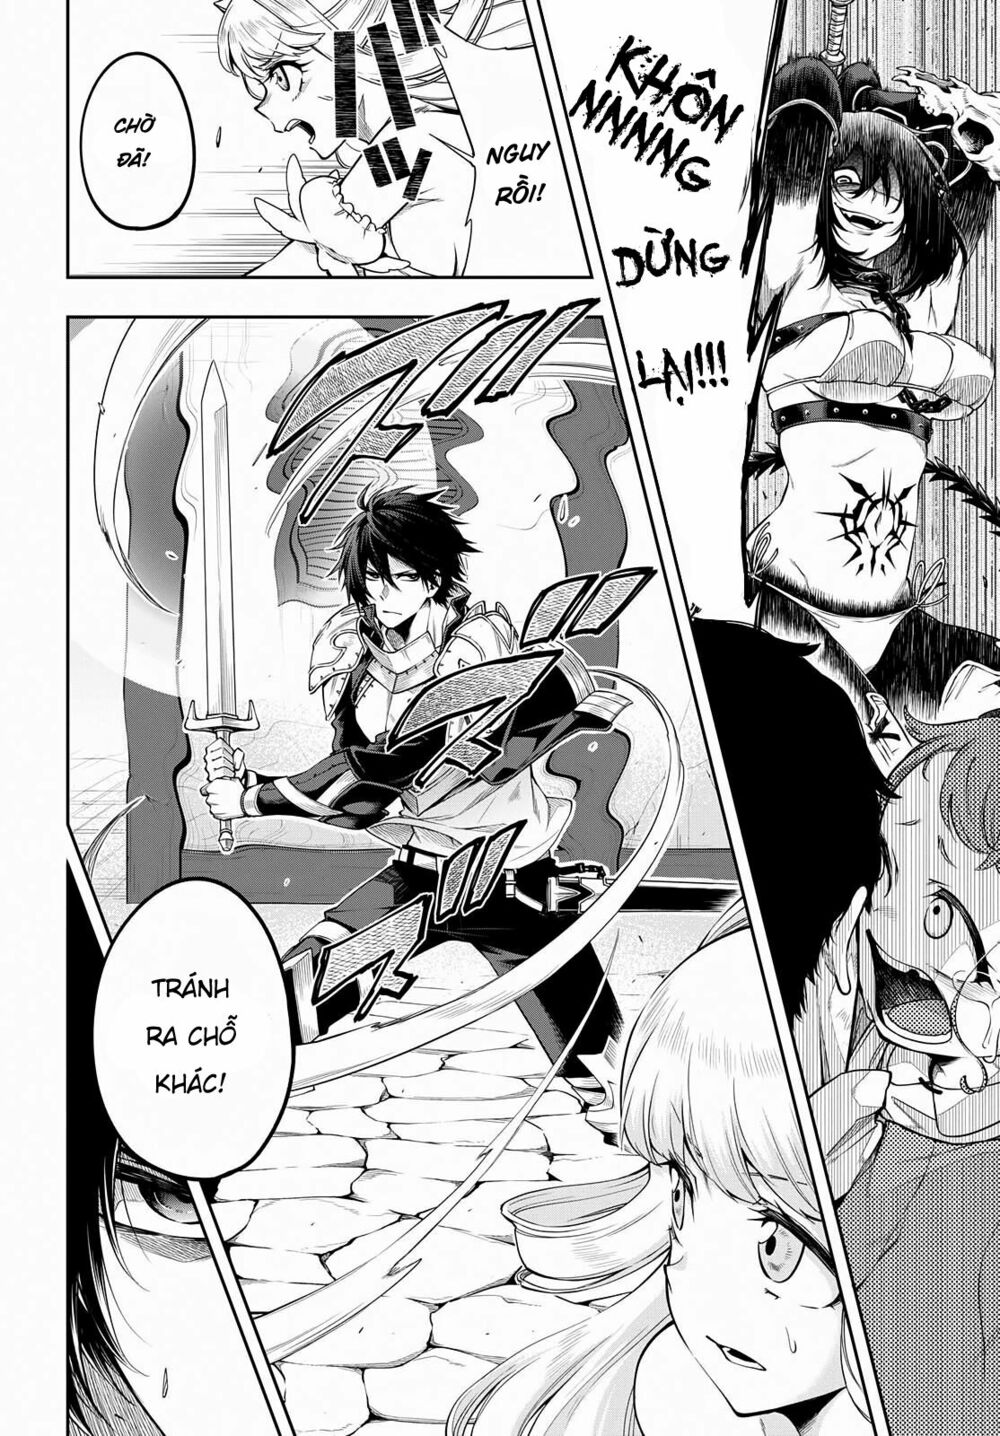 KHÔN
NNNNG
DỪNG
LẠI!!!
NGUY
RỒI!
CHỜ
ĐÃ!
TRÁNH
RA CHỖ
KHÁC!